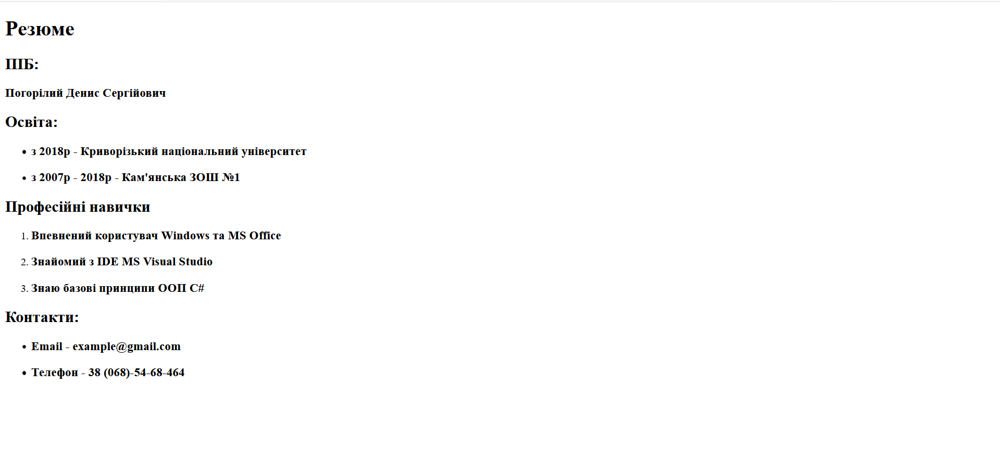 Резюме
ПІБ:
Погорілий Денис Сергійович
Освіта:
• з 2018р - Криворізький національний університет
• з 2007р - 2018р - Кам'янська ЗОШ №1
Професійні навички
1. Впевнений користувач Windows та MS Office
2. Знайомий з IDE MS Visual Studio
3. Знаю базові принципи ООП C#
Контакти:
• Email - example@gmail.com
• Телефон - 38 (068)-54-68-464